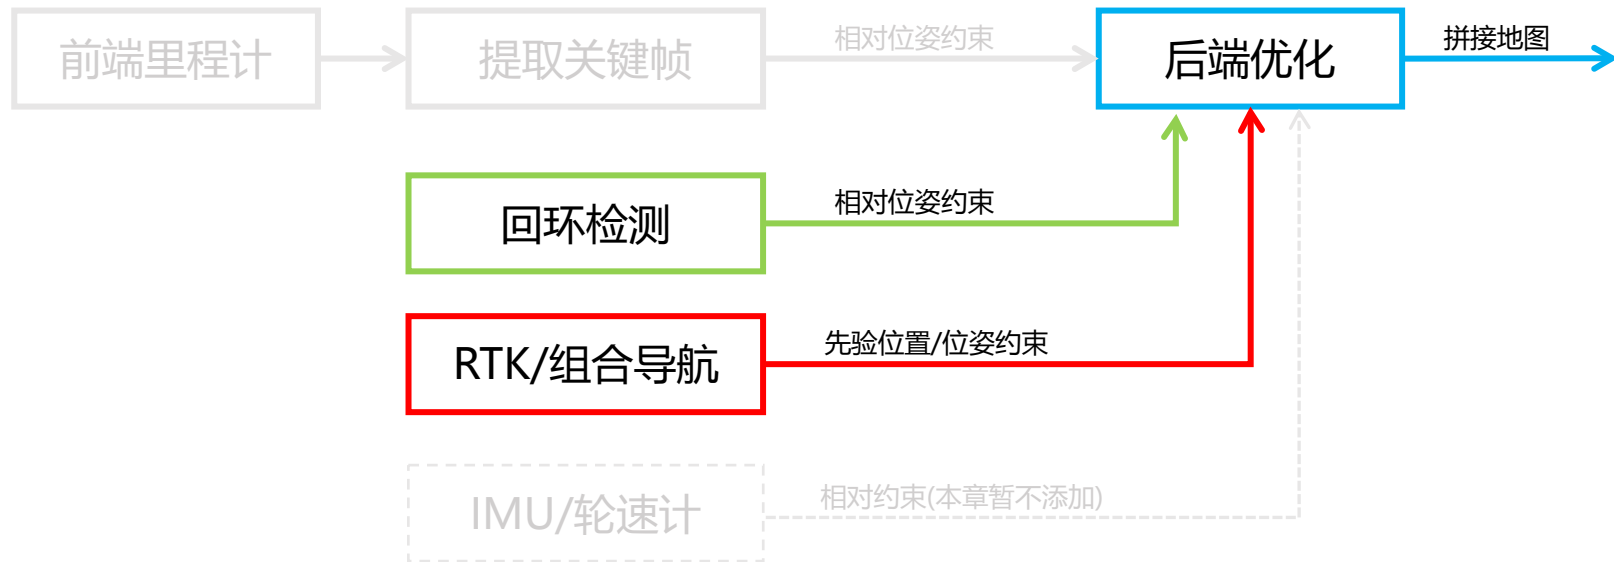 前端里程计
提取关键帧
相对位姿约束
后端优化
拼接地图
回环检测
相对位姿约束
RTK/组合导航
先验位置/位姿约束
IMU/轮速计
相对约束(本章暂不添加)